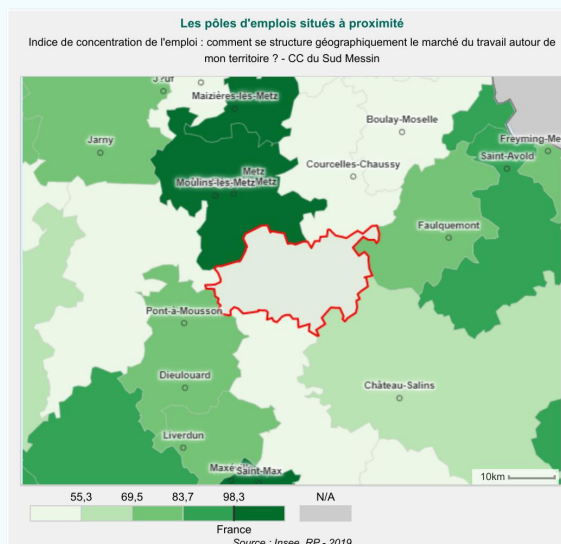 Les pôles d'emplois situés à proximité
Indice de concentration de l'emploi : comment se structure géographiquement le marché du travail autour de
mon territoire ? - CC du Sud Messin
Maizières-lès-Metz
Boulay-Moselle
Jarny
Freyming-Me
Saint-Avold
Courcelles-Chaussy
Metz
Moulins-lès-Metz
Metz
Faulquemont
Pont-à-Mousson
Dieulouard
Château-Salins
Liverdun
Saint-Max
10km
55,3 69,5 83,7 98,3 N/A
France
Source : Insee, RP - 2019